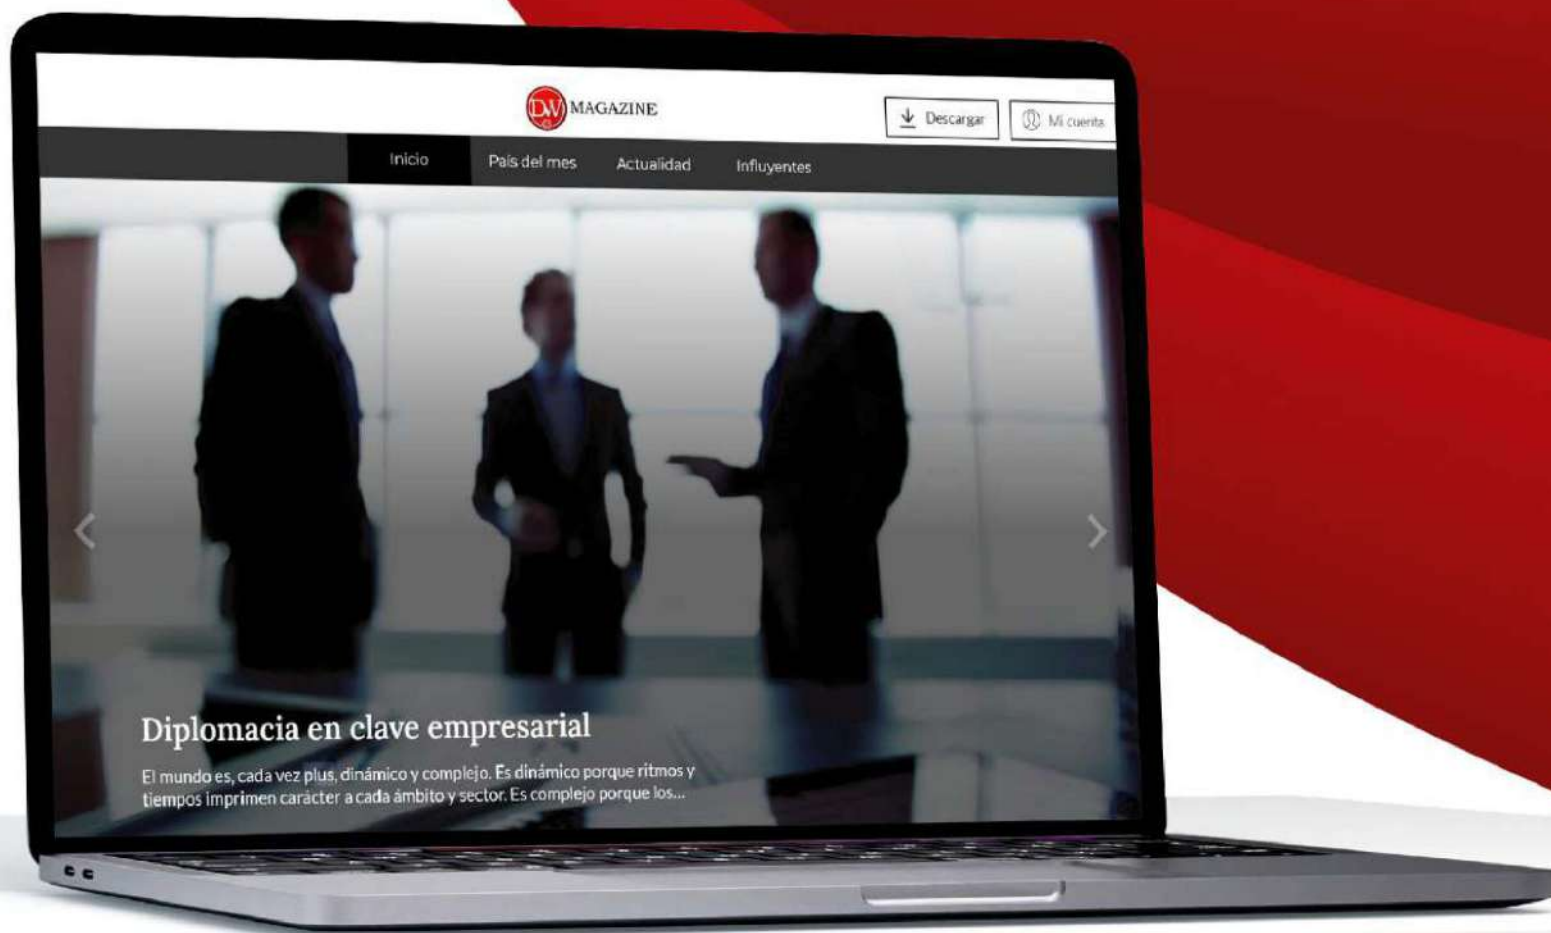 DW MAGAZINE
Descargar
Mi cuenta
Inicio País del mes Actualidad Influyentes
Diplomacia en clave empresarial
El mundo es, cada vez plus, dinámico y complejo. Es dinámico porque ritmos y
tiempos imprimen carácter a cada ámbito y sector. Es complejo porque los...